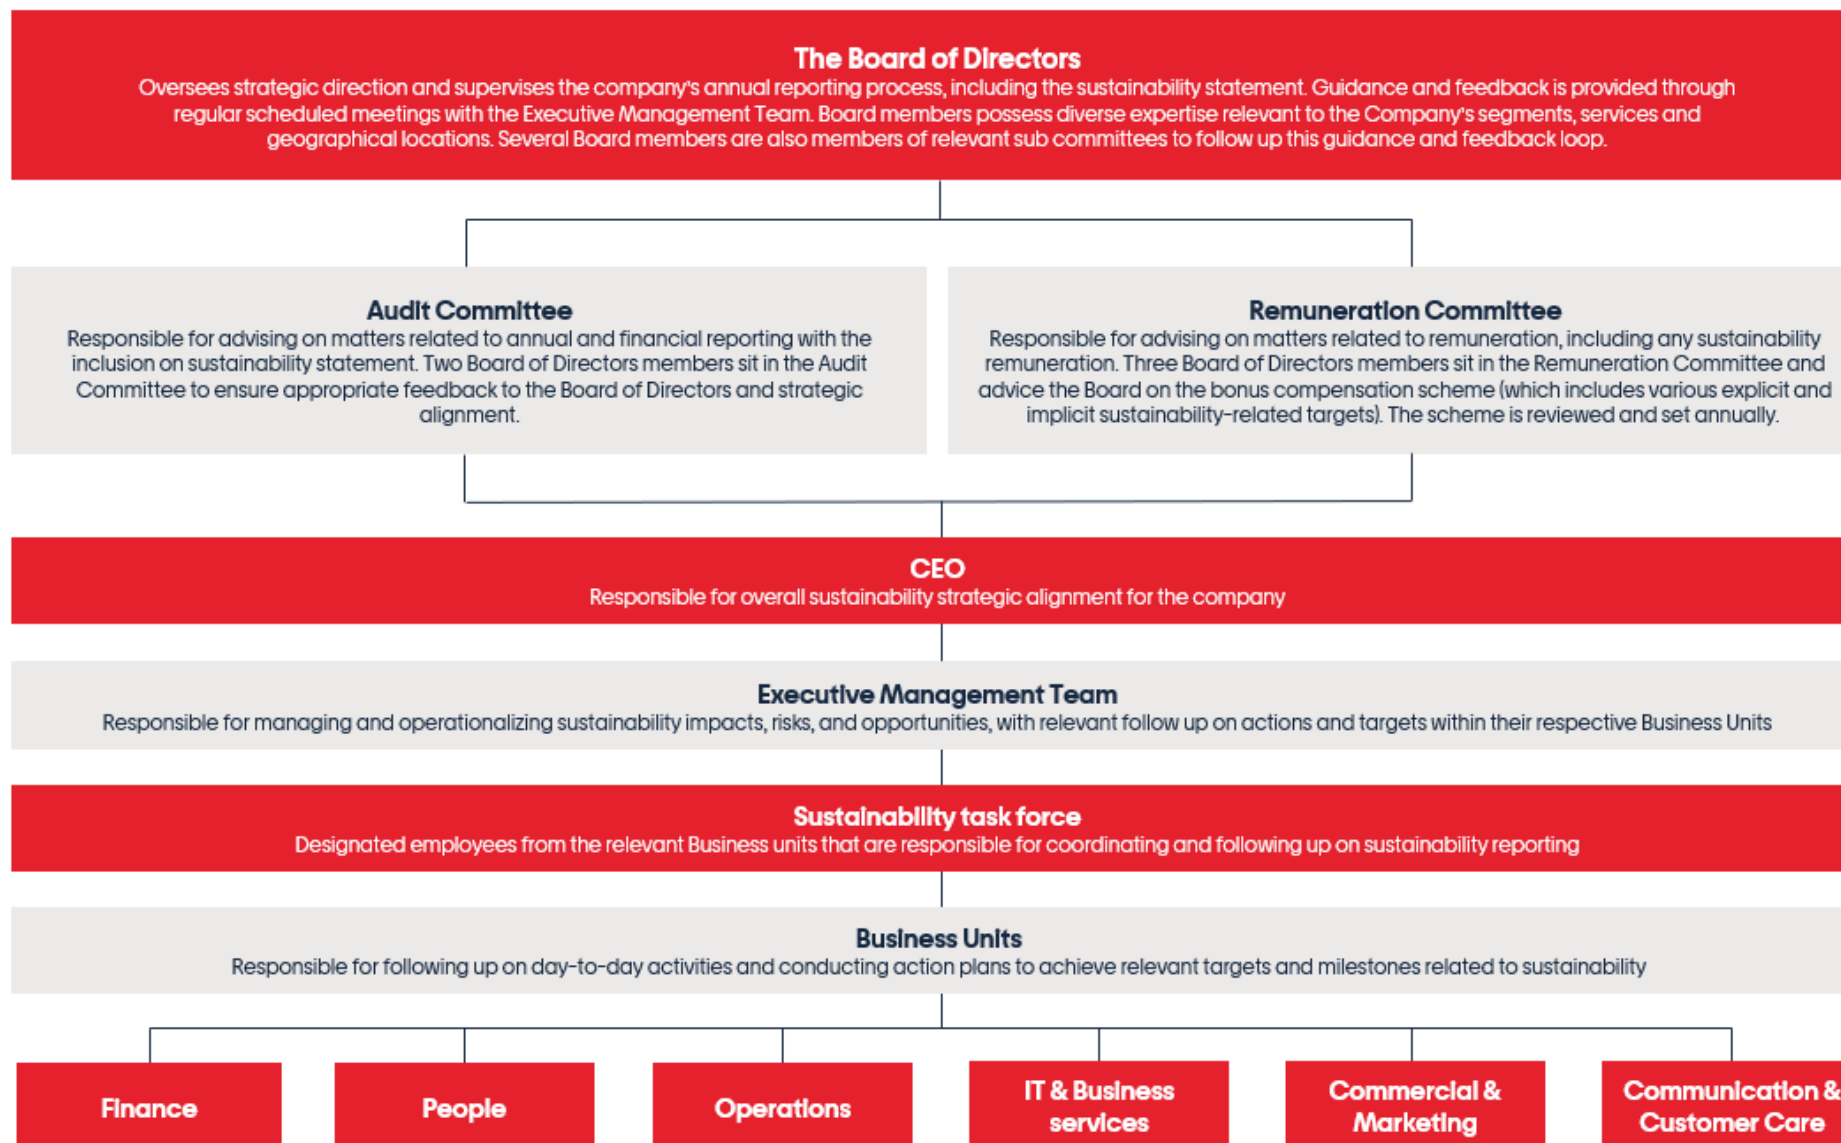 The Board of Directors
Oversees strategic direction and supervises the company's annual reporting process, including the sustainability statement. Guidance and feedback is provided through
regular scheduled meetings with the Executive Management Team. Board members possess diverse expertise relevant to the Company's segments, services and
geographical locations. Several Board members are also members of relevant sub committees to follow up this guidance and feedback loop.
Audit Committee
Responsible for advising on matters related to annual and financial reporting with the
inclusion on sustainability statement. Two Board of Directors members sit in the Audit
Committee to ensure appropriate feedback to the Board of Directors and strategic
alignment.
Remuneration Committee
Responsible for advising on matters related to remuneration, including any sustainability
remuneration. Three Board of Directors members sit in the Remuneration Committee and
advice the Board on the bonus compensation scheme (which includes various explicit and
implicit sustainability-related targets). The scheme is reviewed and set annually.
CEO
Responsible for overall sustainability strategic alignment for the company
Executive Management Team
Responsible for managing and operationalizing sustainability impacts, risks, and opportunities, with relevant follow up on actions and targets within their respective Business Units
Sustainability task force
Designated employees from the relevant Business units that are responsible for coordinating and following up on sustainability reporting
Business Units
Responsible for following up on day-to-day activities and conducting action plans to achieve relevant targets and milestones related to sustainability
Finance
People
Operations
IT & Business
services
Commercial &
Marketing
Communication &
Customer Care